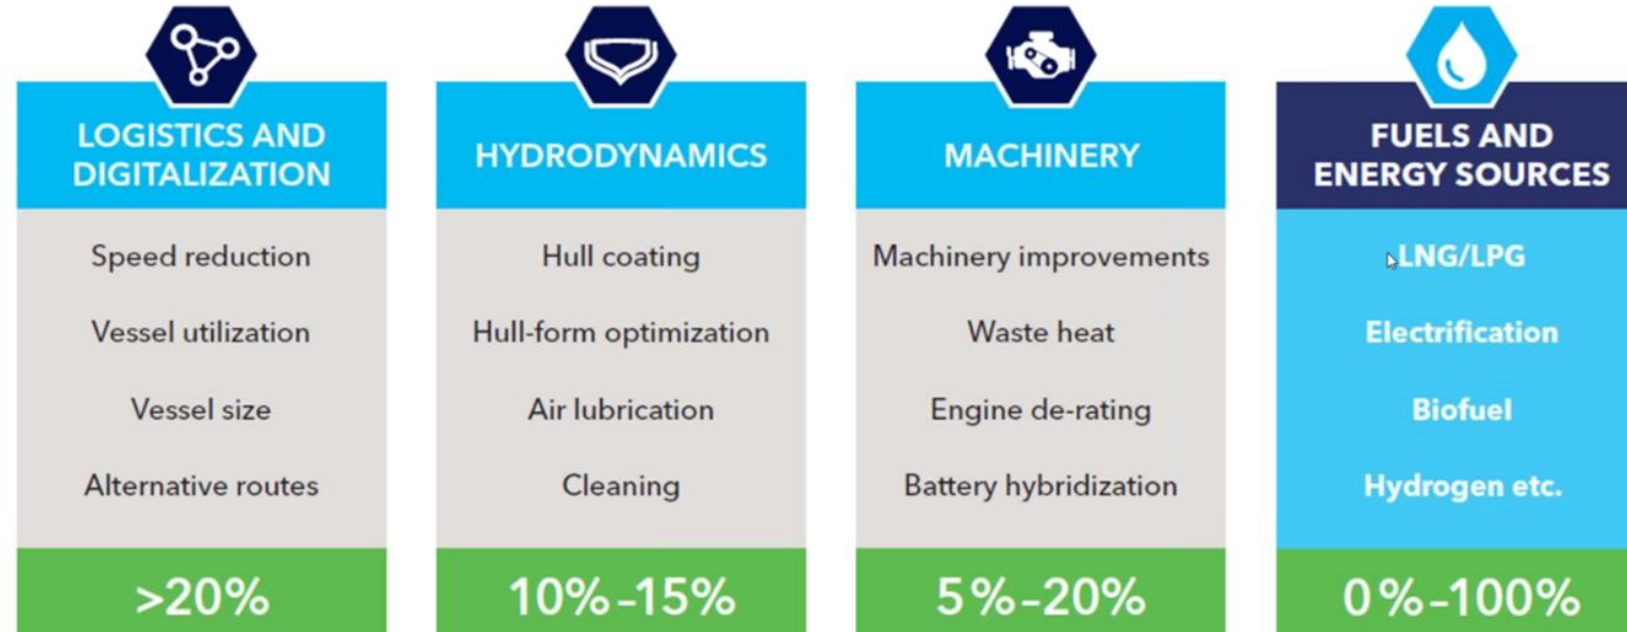 LOGISTICS AND
DIGITALIZATION
Speed reduction
Vessel utilization
Vessel size
Alternative routes
>20%
HYDRODYNAMICS
Hull coating
Hull-form optimization
Air lubrication
Cleaning
10%–15%
MACHINERY
Machinery improvements
Waste heat
Engine de-rating
Battery hybridization
5%–20%
FUELS AND
ENERGY SOURCES
LNG/LPG
Electrification
Biofuel
Hydrogen etc.
0%–100%